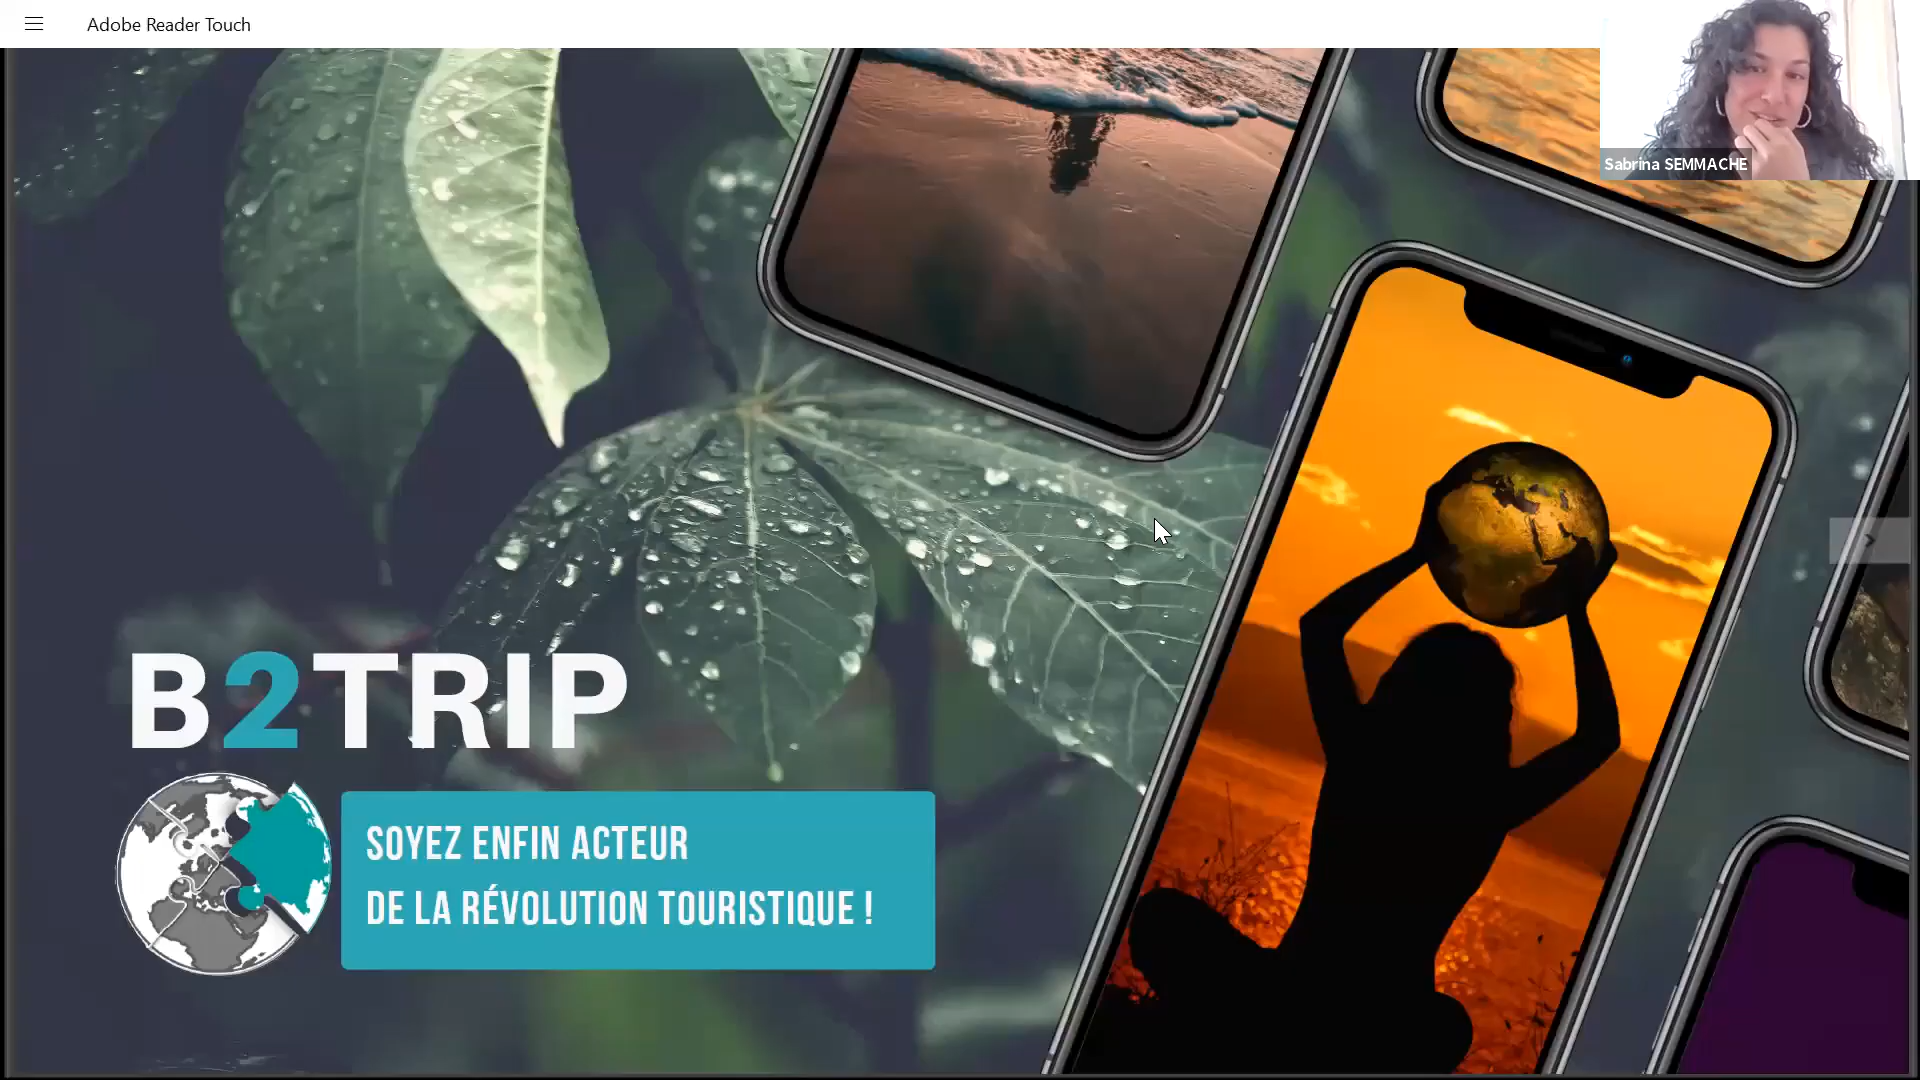 Adobe Reader Touch
Sabrina SEMMACHE
B2TRIP
SOYEZ ENFIN ACTEUR
DE LA RÉVOLUTION TOURISTIQUE !